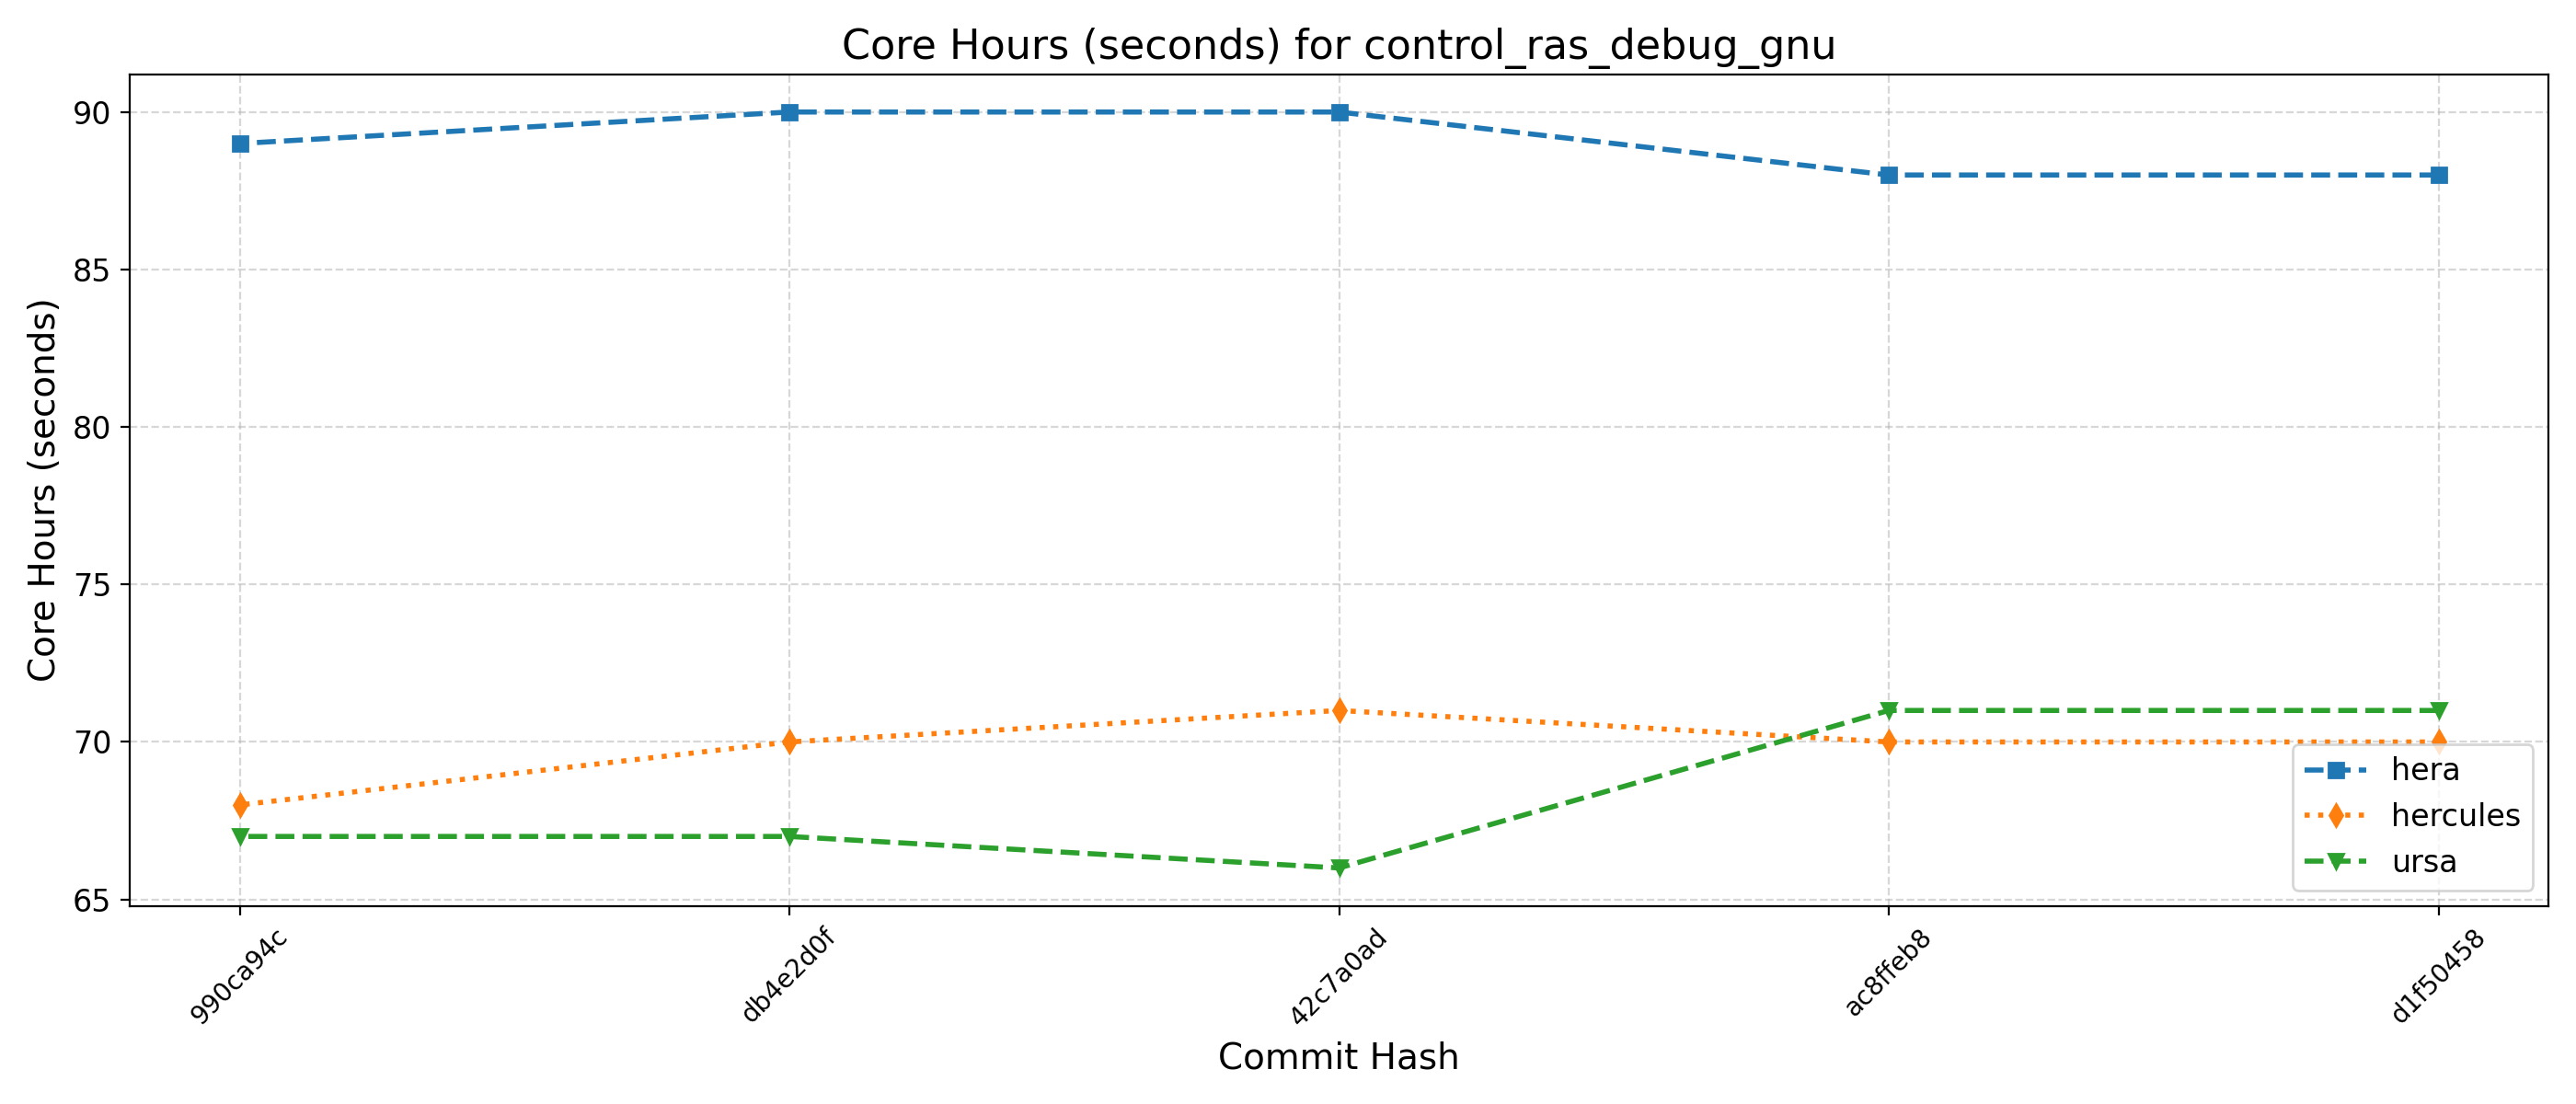 Core Hours (seconds) for control_ras_debug_gnu
Core Hours (seconds)
90
85
80
75
70
65
hera
hercules
ursa
990ca94c
db4e2d0f
42c7a0ad
ac8ffeb8
d1f50458
Commit Hash